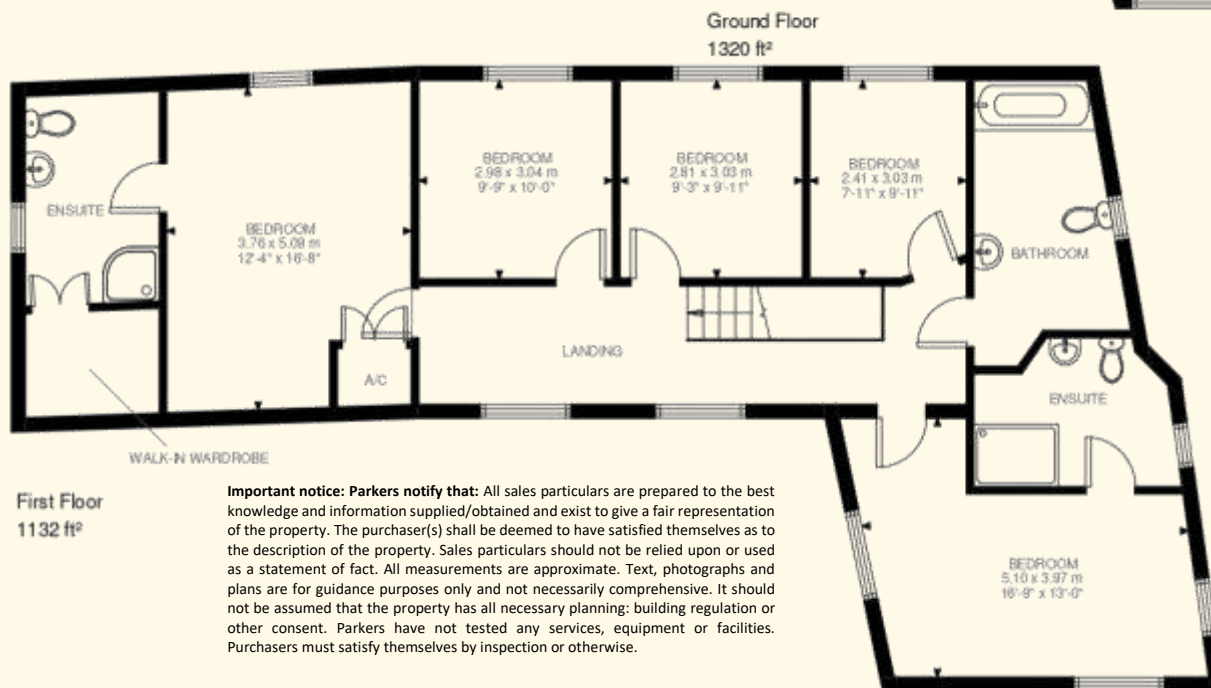 Ground Floor
1320 ft²
BEDROOM
2.98 x 3.04 m
9'-9" x 10'-0"
BEDROOM
2.81 x 3.03 m
9'-3" x 9'-11"
BEDROOM
2.41 x 3.03 m
7'-11" x 9'-11"
ENSUITE
BEDROOM
3.76 x 5.09 m
12'-4" x 16'-8"
BATHROOM
LANDING
A/C
ENSUITE
WALK-IN WARDROBE
First Floor
1132 ft²
Important notice: Parkers notify that: All sales particulars are prepared to the best
knowledge and information supplied/obtained and exist to give a fair representation
of the property. The purchaser(s) shall be deemed to have satisfied themselves as to
the description of the property. Sales particulars should not be relied upon or used
as a statement of fact. All measurements are approximate. Text, photographs and
plans are for guidance purposes only and not necessarily comprehensive. It should
not be assumed that the property has all necessary planning: building regulation or
other consent. Parkers have not tested any services, equipment or facilities.
Purchasers must satisfy themselves by inspection or otherwise.
BEDROOM
5.10 x 3.97 m
16'-9" x 13'-0"